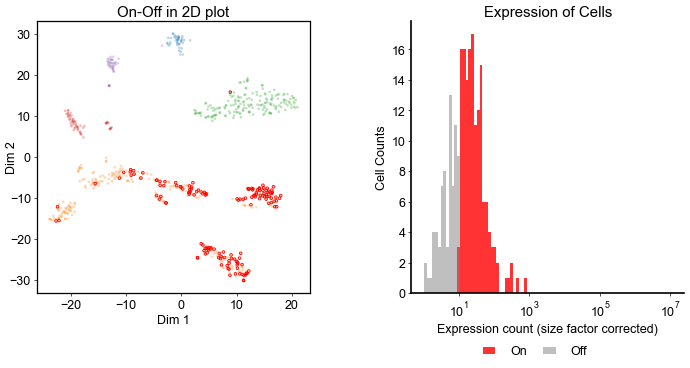 On-Off in 2D plot
30
20
10
0
−10
−20
−30
Dim 2
−20 −10 0 10 20
Dim 1
Expression of Cells
16
14
12
10
8
6
4
2
0
Cell Counts
10^1 10^3 10^5 10^7
Expression count (size factor corrected)
On Off